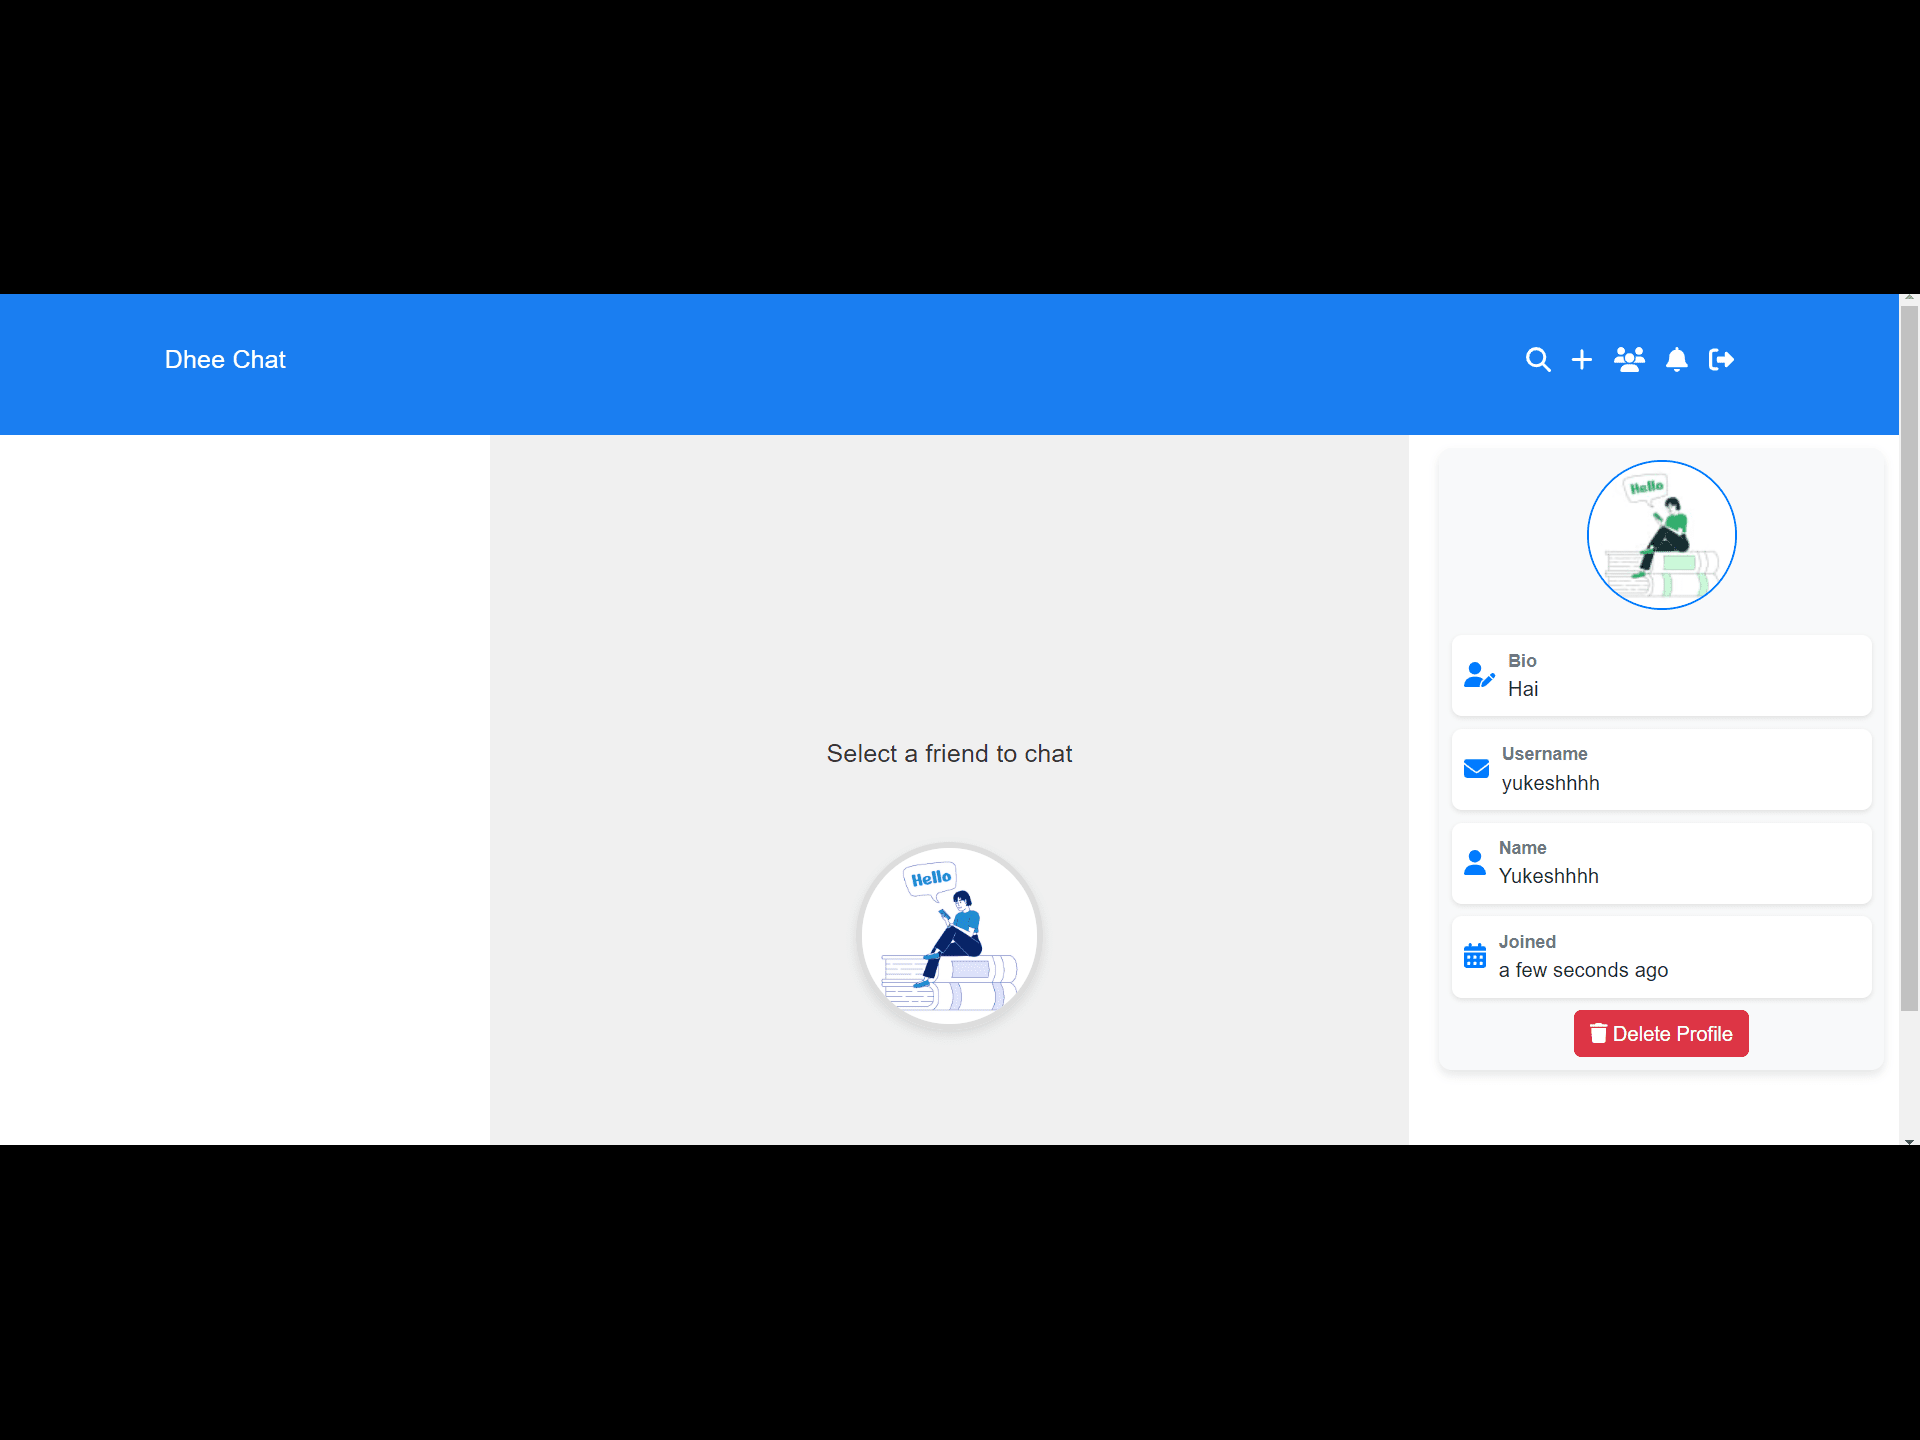 Dhee Chat
Select a friend to chat
Hello
Hello
Bio
Hai
Username
yukeshhhh
Name
Yukeshhhh
Joined
a few seconds ago
Delete Profile